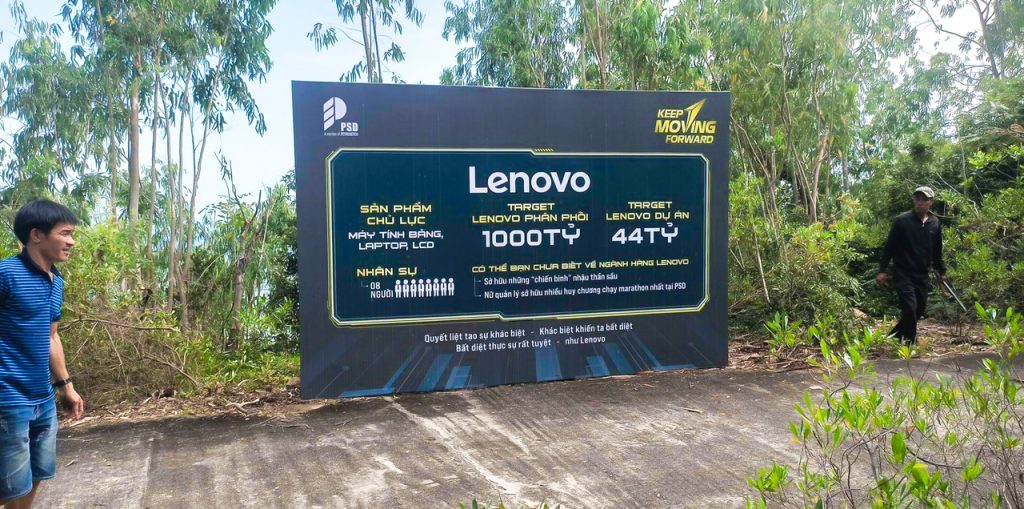 PSD
A member of PETROSETCO
KEEP
MOVING
FORWARD
Lenovo
SẢN PHẨM
CHỦ LỰC
MÁY TÍNH BẢNG,
LAPTOP, LCD
TARGET
LENOVO PHÂN PHỐI
1000TỶ
TARGET
LENOVO DỰ ÁN
44TỶ
NHÂN SỰ
08
NGƯỜI
CÓ THỂ BẠN CHƯA BIẾT VỀ NGÀNH HÀNG LENOVO
Sở hữu những "chiến binh" nhậu thần sầu
Nữ quản lý sở hữu nhiều huy chương chạy marathon nhất tại PSD
Quyết liệt tạo sự khác biệt - Khác biệt khiến ta bất diệt
Bất diệt thực sự rất tuyệt - như Lenovo